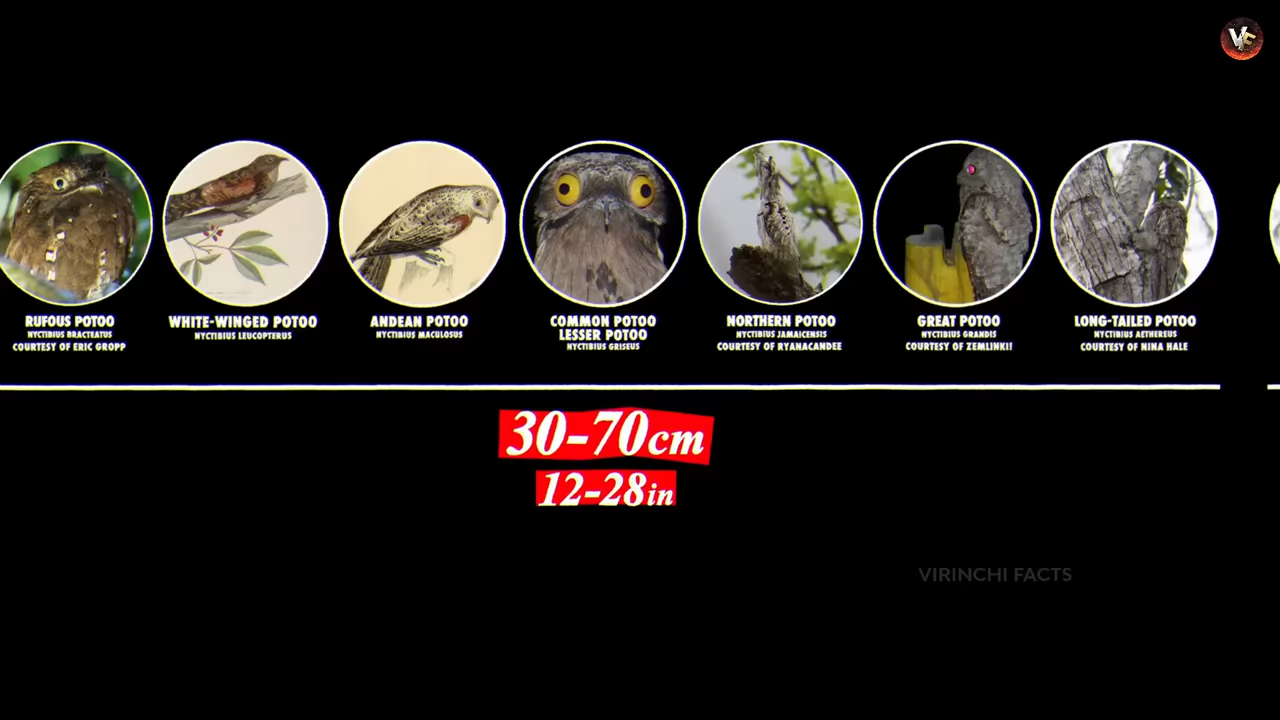 VF
RUFOUS POTOO
NYCTIBIUS BRACTEATUS
COURTESY OF ERIC GROPP
WHITE-WINGED POTOO
NYCTIBIUS LEUCOPTERUS
ANDEAN POTOO
NYCTIBIUS MACULOSUS
COMMON POTOO
LESSER POTOO
NYCTIBIUS GRISEUS
NORTHERN POTOO
NYCTIBIUS JAMAICENSIS
COURTESY OF RYANACANDEE
GREAT POTOO
NYCTIBIUS GRANDIS
COURTESY OF ZEMLINKI!
LONG-TAILED POTOO
NYCTIBIUS AETHEREUS
COURTESY OF NINA HALE
30-70cm
12-28in
VIRINCHI FACTS